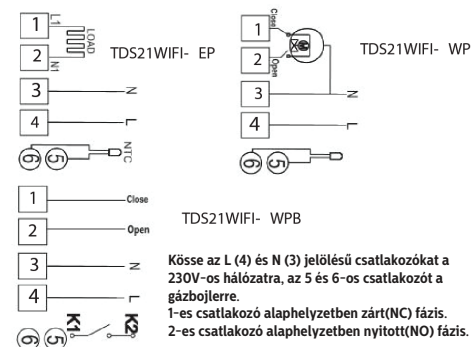 1 L1
LOAD
2 N1
TDS21WIFI- EP
3 N
4 L
6 5 NTC
1 Close
2 Open
TDS21WIFI- WP
3 N
4 L
6 5
1 Close
2 Open
TDS21WIFI- WPB
3 N
4 L
6 5 K1 K2
Kösse az L (4) és N (3) jelölésű csatlakozókat a
230V-os hálózatra, az 5 és 6-os csatlakozót a
gázbojlerre.
1-es csatlakozó alaphelyzetben zárt(NC) fázis.
2-es csatlakozó alaphelyzetben nyitott(NO) fázis.